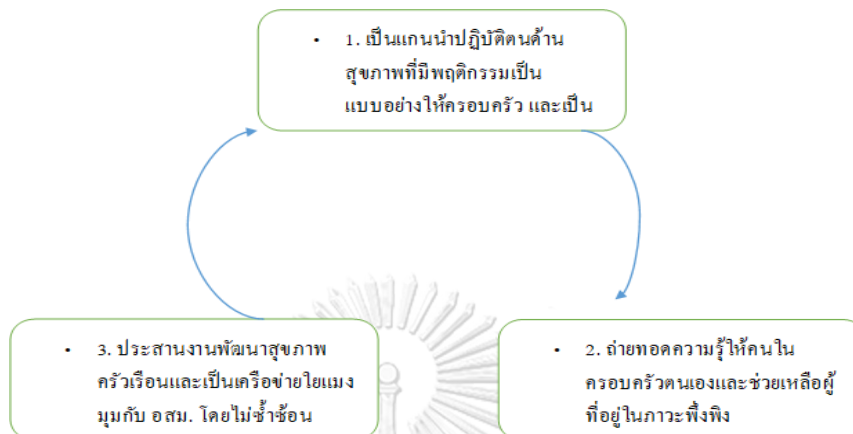 • 1. เป็นแกนนำปฏิบัติตนด้าน
สุขภาพที่มีพฤติกรรมเป็น
แบบอย่างให้ครอบครัว และเป็น
• 3. ประสานงานพัฒนาสุขภาพ
ครัวเรือนและเป็นเครือข่ายใยแมง
มุมกับ อสม. โดยไม่ซ้ำซ้อน
• 2. ถ่ายทอดความรู้ให้คนใน
ครอบครัวตนเองและช่วยเหลือผู้
ที่อยู่ในภาวะพึ่งพิง